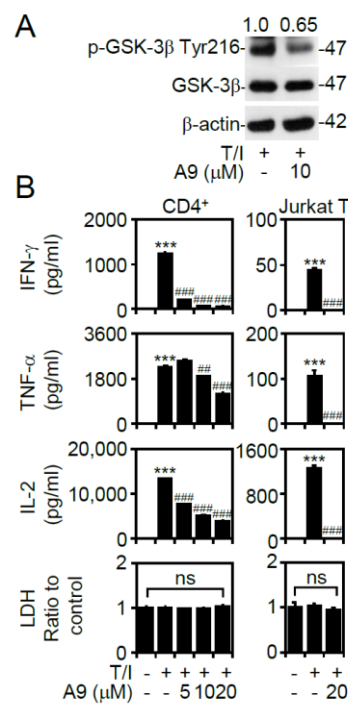 A
1.0 0.65
p-GSK-3β Tyr216 -47
GSK-3β- -47
β-actin- -42
T/I + +
A9 (μM) - 10
B
CD4+ Jurkat T
IFN-γ
(pg/ml)
2000
1000
0
***
### ### ###
100
50
0
***
###
TNF-α
(pg/ml)
3600
1800
0
***
##
###
200
100
0
***
###
IL-2
(pg/ml)
20,000
10,000
0
***
###
###
###
1600
800
0
***
###
LDH
Ratio to
control
2
1
0
ns
2
1
0
ns
T/I - + + + + - + +
A9 (μM) - - 5 10 20 - - 20